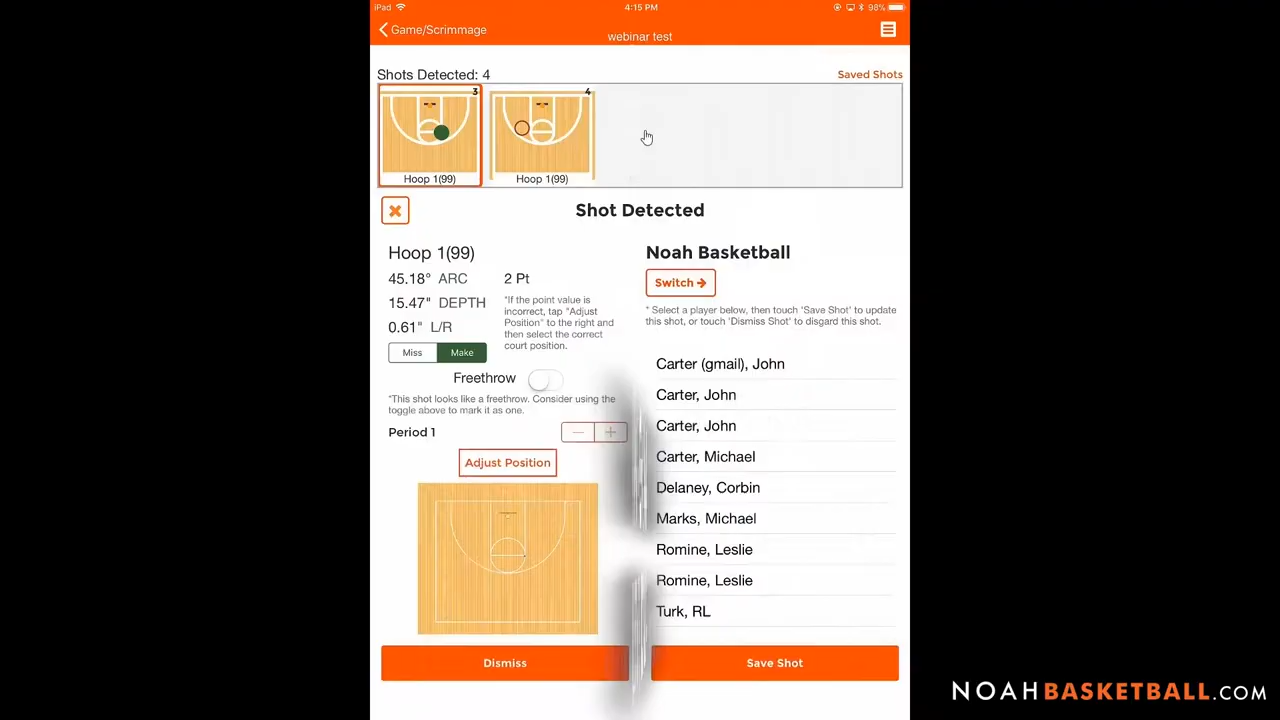 iPad
4:15 PM
98%
Game/Scrimmage
webinar test
Shots Detected: 4
Saved Shots
3
4
Hoop 1(99)
Hoop 1(99)
Shot Detected
Hoop 1(99)
45.18° ARC
15.47" DEPTH
0.61" L/R
Miss
Make
2 Pt
*If the point value is
incorrect, tap "Adjust
Position" to the right and
then select the correct
court position.
Freethrow
*This shot looks like a freethrow. Consider using the
toggle above to mark it as one.
Period 1
Adjust Position
Noah Basketball
Switch
* Select a player below, then touch 'Save Shot' to update
this shot, or touch 'Dismiss Shot' to disgard this shot.
Carter (gmail), John
Carter, John
Carter, John
Carter, Michael
Delaney, Corbin
Marks, Michael
Romine, Leslie
Romine, Leslie
Turk, RL
Dismiss
Save Shot
NOAHBASKETBALL.COM